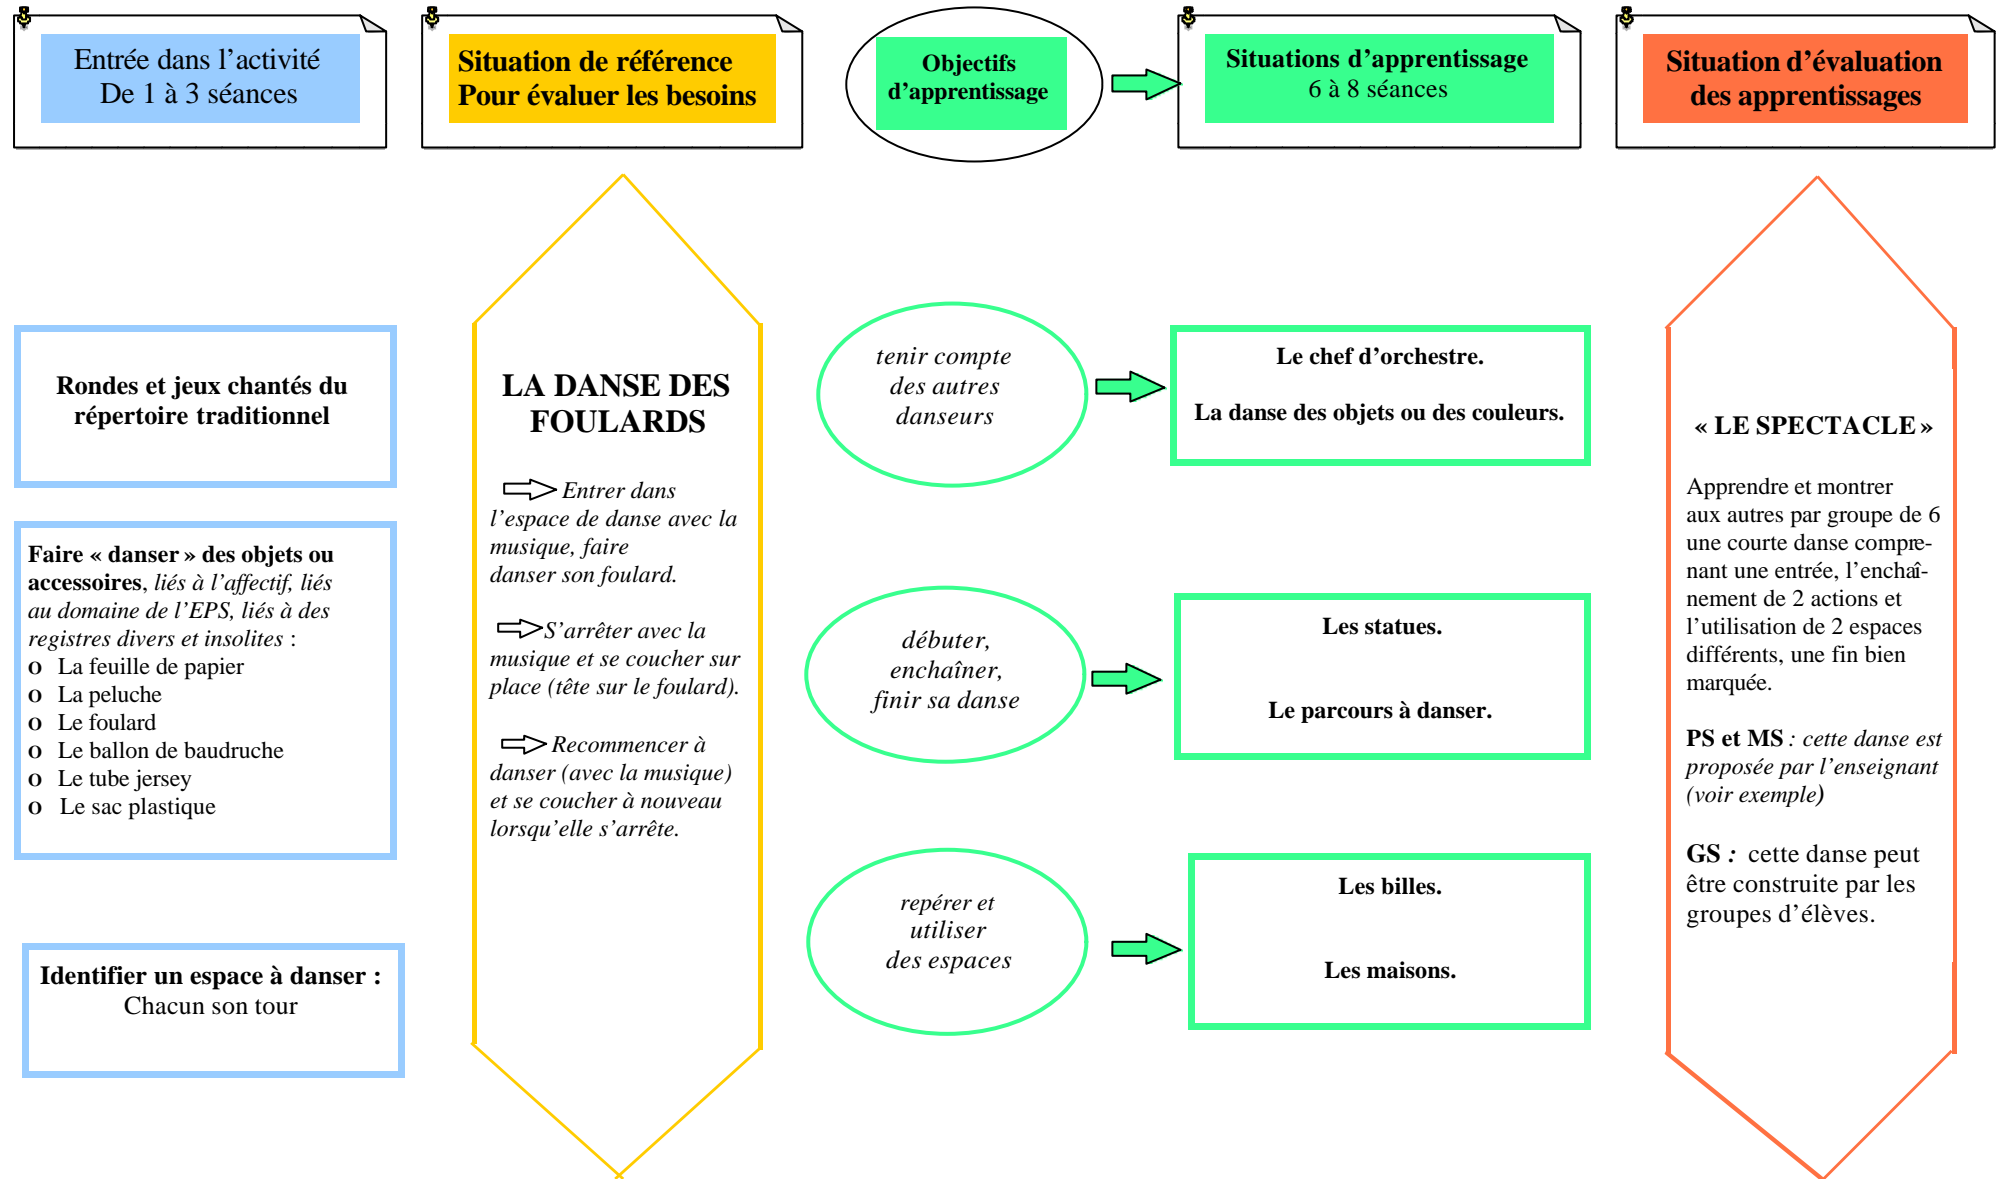 Entrée dans l’activité
De 1 à 3 séances
Situation de référence
Pour évaluer les besoins
Objectifs
d’apprentissage
Situations d’apprentissage
6 à 8 séances
Situation d’évaluation
des apprentissages
Rondes et jeux chantés du
répertoire traditionnel
Faire « danser » des objets ou
accessoires, liés à l’affectif, liés
au domaine de l’EPS, liés à des
registres divers et insolites :
o La feuille de papier
o La peluche
o Le foulard
o Le ballon de baudruche
o Le tube jersey
o Le sac plastique
Identifier un espace à danser :
Chacun son tour
LA DANSE DES
FOULARDS
Entrer dans
l’espace de danse avec la
musique, faire
danser son foulard.
S’arrêter avec la
musique et se coucher sur
place (tête sur le foulard).
Recommencer à
danser (avec la musique)
et se coucher à nouveau
lorsqu’elle s’arrête.
tenir compte
des autres
danseurs
Le chef d’orchestre.
La danse des objets ou des couleurs.
débuter,
enchaîner,
finir sa danse
Les statues.
Le parcours à danser.
repérer et
utiliser
des espaces
Les billes.
Les maisons.
« LE SPECTACLE »
Apprendre et montrer
aux autres par groupe de 6
une courte danse compre-
nant une entrée, l’enchaî-
nement de 2 actions et
l’utilisation de 2 espaces
différents, une fin bien
marquée.
PS et MS : cette danse est
proposée par l’enseignant
(voir exemple)
GS : cette danse peut
être construite par les
groupes d’élèves.